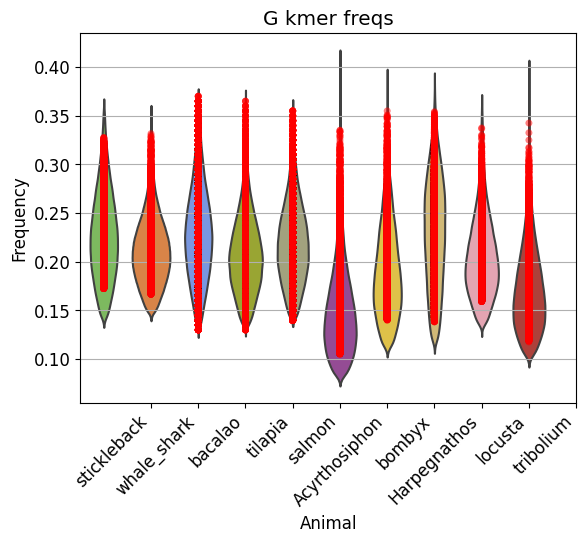 G kmer freqs
Frequency
0.40
0.35
0.30
0.25
0.20
0.15
0.10
stickleback
whale_shark
bacalao
tilapia
salmon
Acyrthosiphon
bombyx
Harpegnathos
locusta
tribolium
Animal